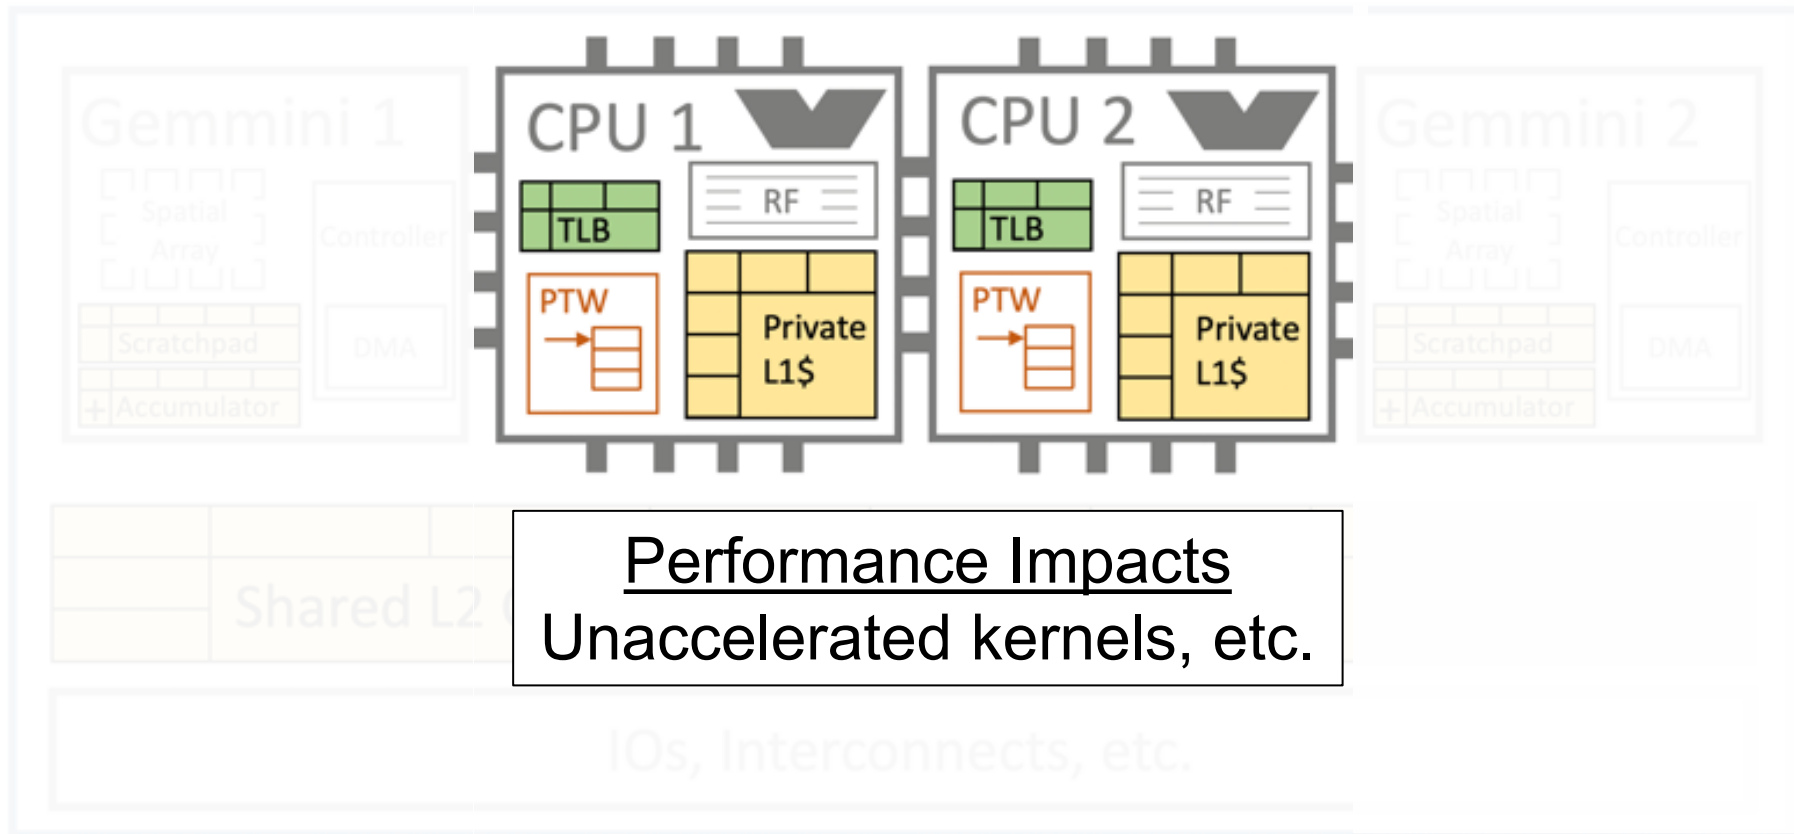 Gemmini 1
Spatial
Array
Controller
Scratchpad
DMA
+ Accumulator
CPU 1
RF
TLB
PTW
Private
L1$
CPU 2
RF
TLB
PTW
Private
L1$
Gemmini 2
Spatial
Array
Controller
Scratchpad
DMA
+ Accumulator
Shared L2
Performance Impacts
Unaccelerated kernels, etc.
IOs, Interconnects, etc.